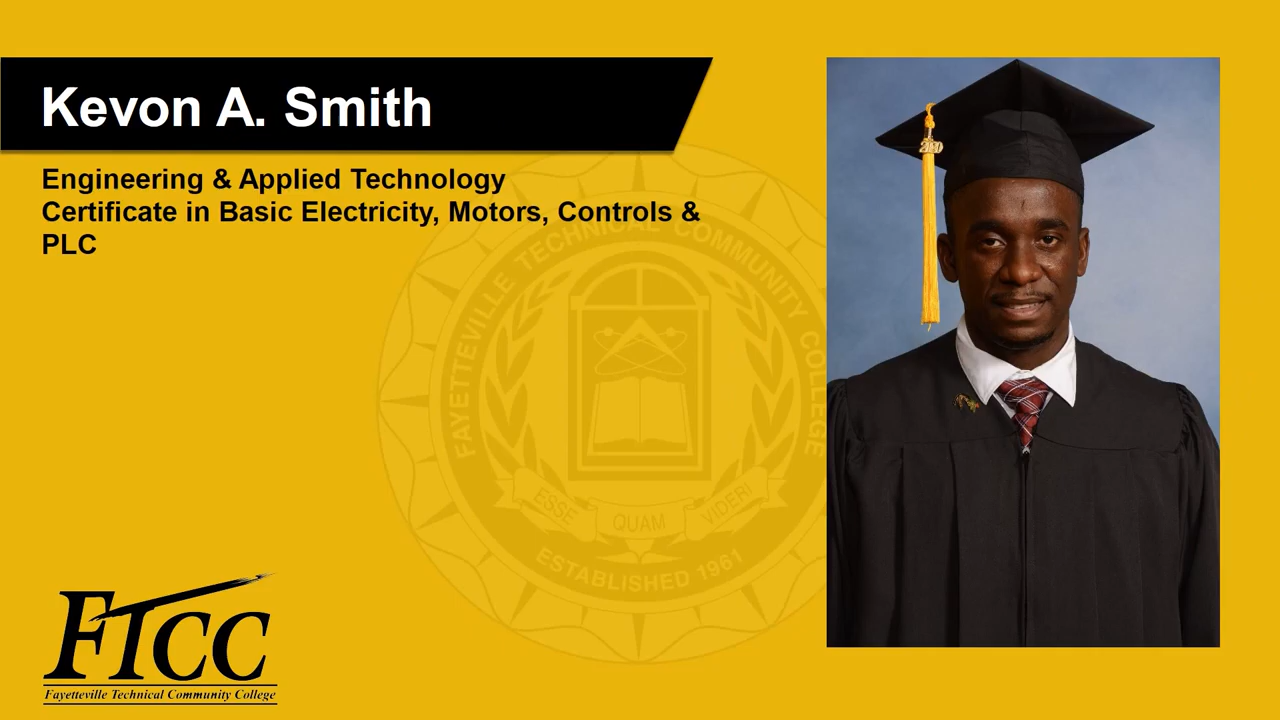 Kevon A. Smith
Engineering & Applied Technology
Certificate in Basic Electricity, Motors, Controls &
PLC
2020
FAYETTEVILLE TECHNICAL COMMUNITY COLLEGE
ESSE QUAM VIDERI
ESTABLISHED 1961
FTCC
Fayetteville Technical Community College